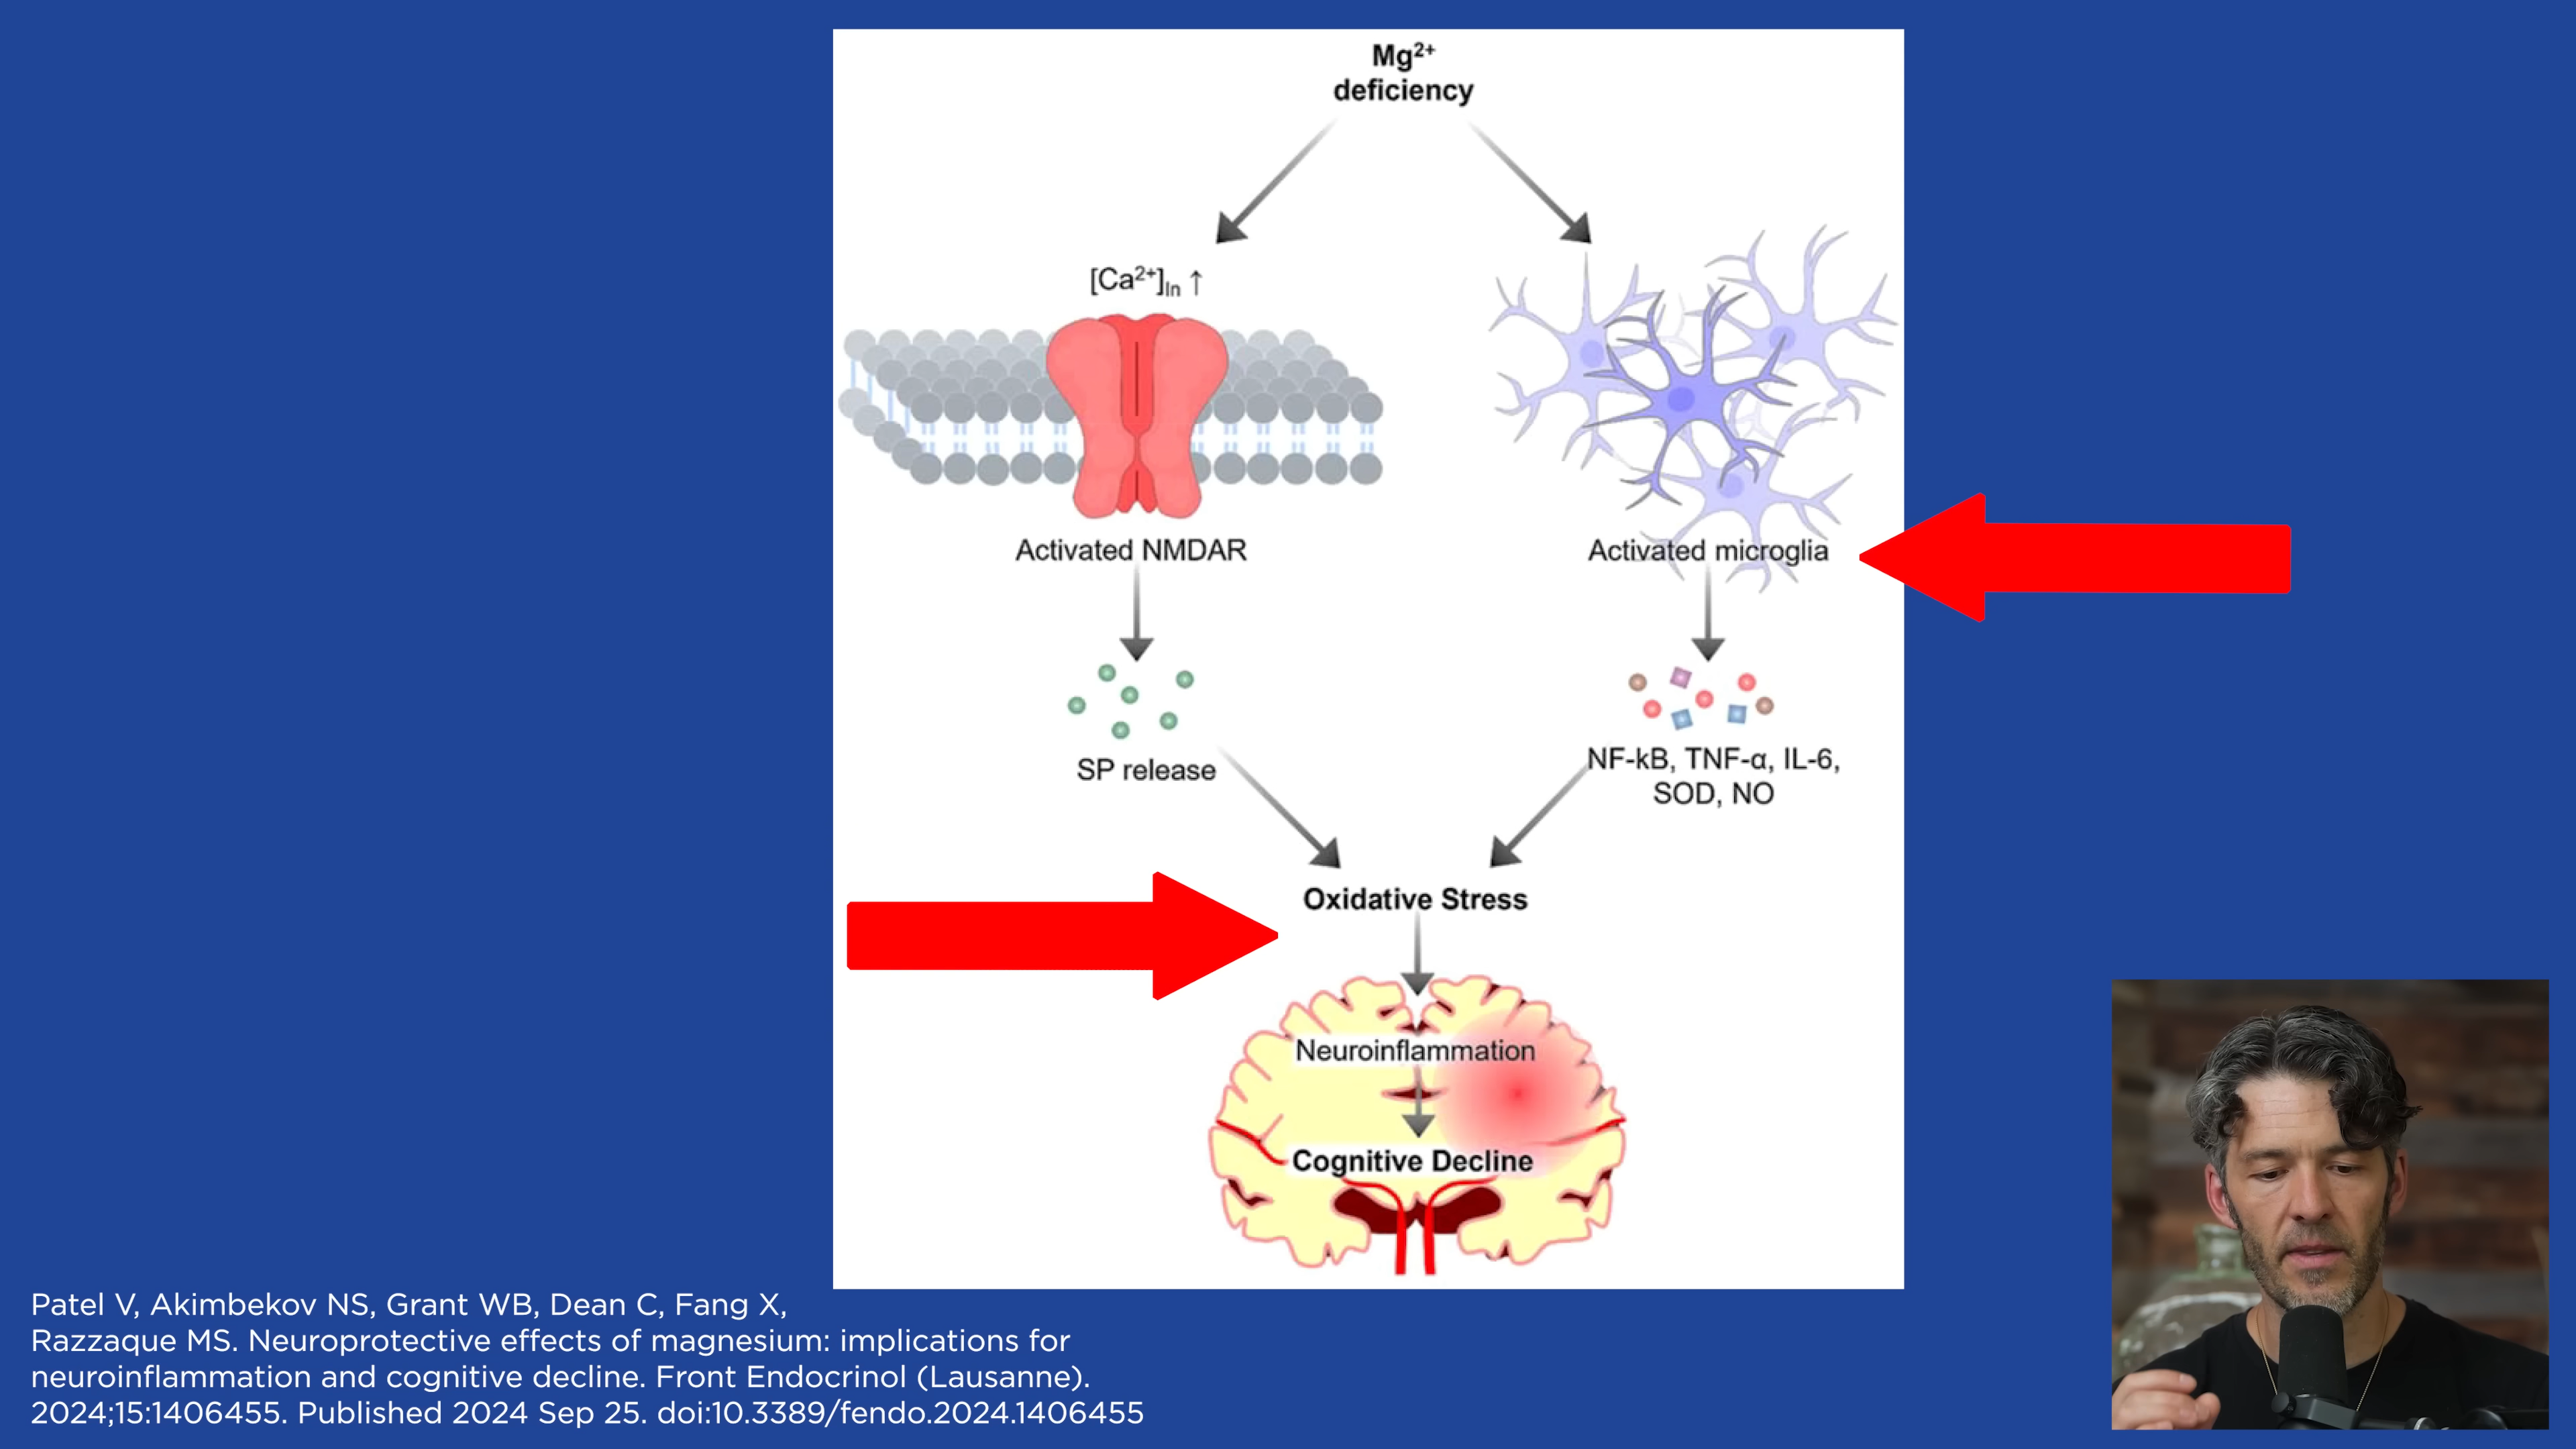 Mg²⁺
deficiency
[Ca²⁺]In ↑
Activated NMDAR
Activated microglia
SP release
NF-kB, TNF-α, IL-6,
SOD, NO
Oxidative Stress
Neuroinflammation
Cognitive Decline
Patel V, Akimbekov NS, Grant WB, Dean C, Fang X,
Razzaque MS. Neuroprotective effects of magnesium: implications for
neuroinflammation and cognitive decline. Front Endocrinol (Lausanne).
2024;15:1406455. Published 2024 Sep 25. doi:10.3389/fendo.2024.1406455